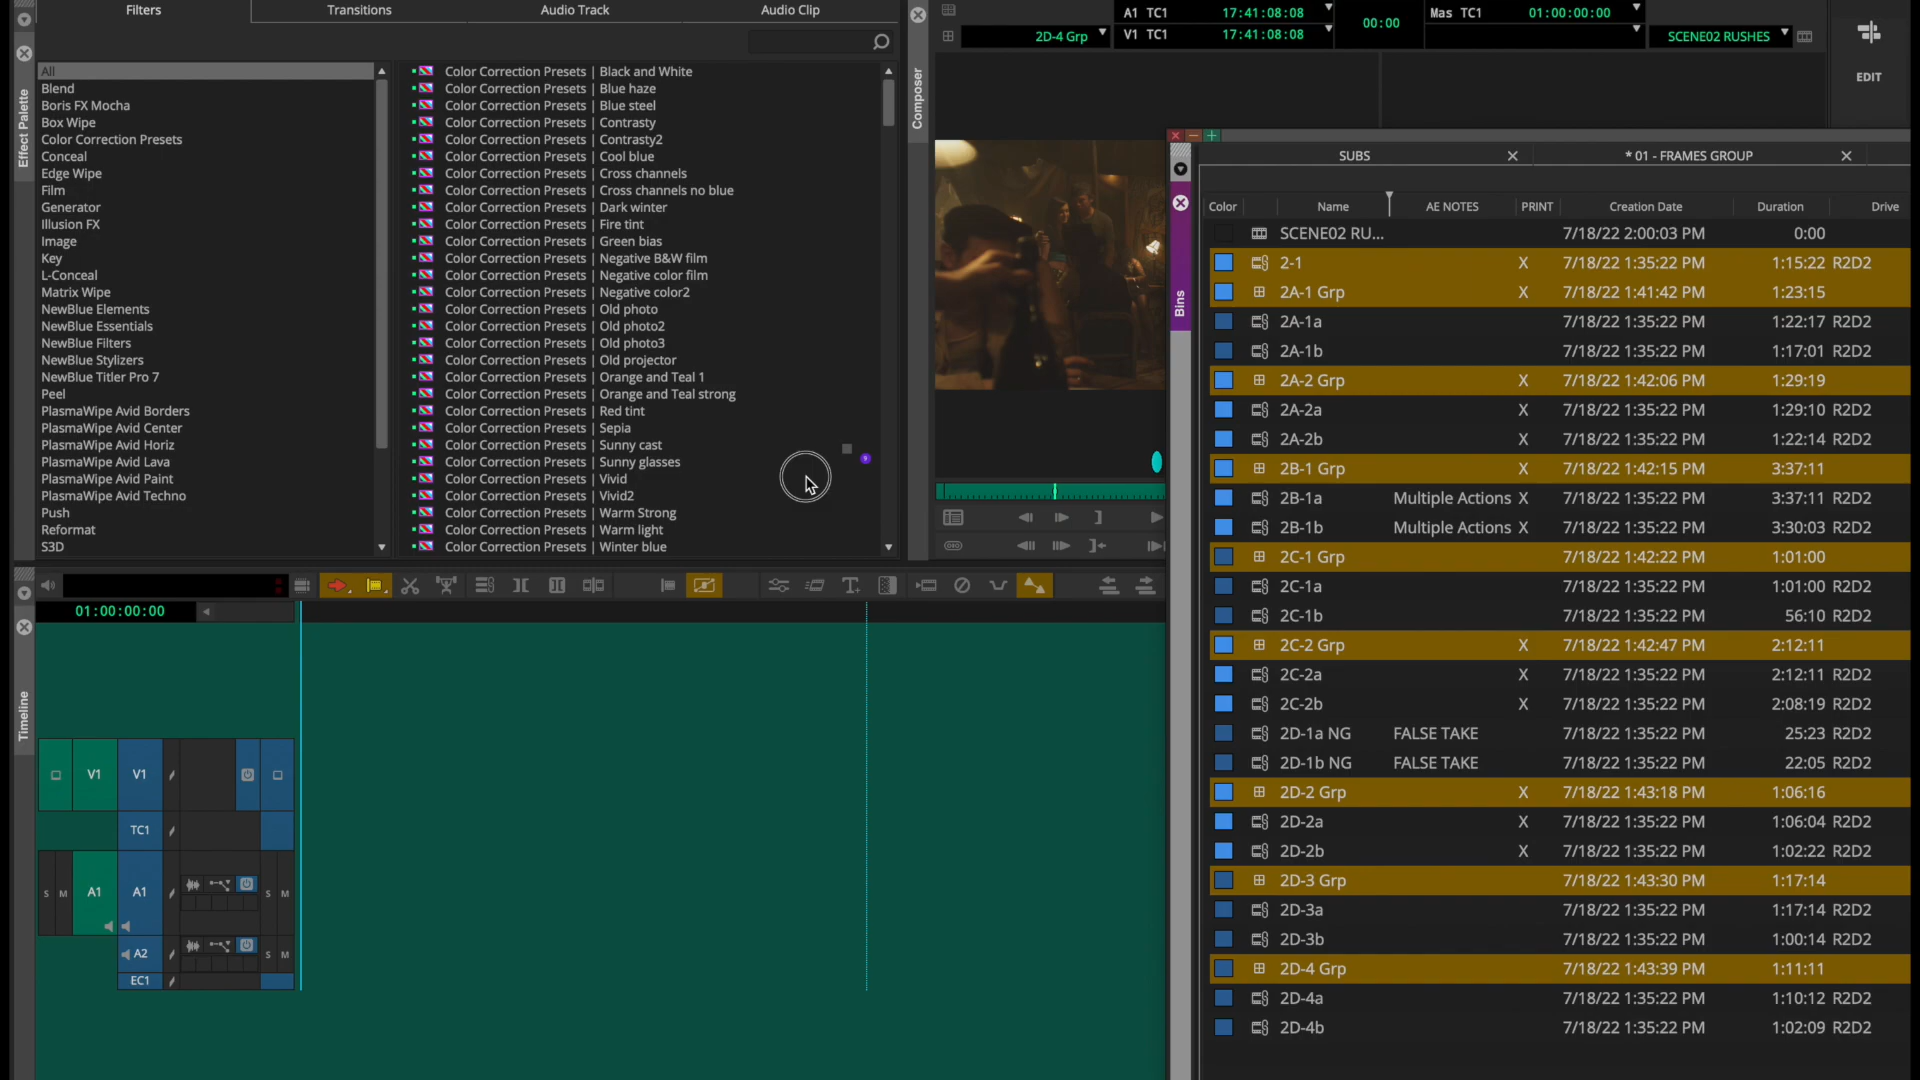 Filters
Transitions
Audio Track
Audio Clip
Effect Palette
All
Blend
Boris FX Mocha
Box Wipe
Color Correction Presets
Conceal
Edge Wipe
Film
Generator
Illusion FX
Image
Key
L-Conceal
Matrix Wipe
NewBlue Elements
NewBlue Essentials
NewBlue Filters
NewBlue Stylizers
NewBlue Titler Pro 7
Peel
PlasmaWipe Avid Borders
PlasmaWipe Avid Center
PlasmaWipe Avid Horiz
PlasmaWipe Avid Lava
PlasmaWipe Avid Paint
PlasmaWipe Avid Techno
Push
Reformat
S3D
Color Correction Presets | Black and White
Color Correction Presets | Blue haze
Color Correction Presets | Blue steel
Color Correction Presets | Contrasty
Color Correction Presets | Contrasty2
Color Correction Presets | Cool blue
Color Correction Presets | Cross channels
Color Correction Presets | Cross channels no blue
Color Correction Presets | Dark winter
Color Correction Presets | Fire tint
Color Correction Presets | Green bias
Color Correction Presets | Negative B&W film
Color Correction Presets | Negative color film
Color Correction Presets | Negative color2
Color Correction Presets | Old photo
Color Correction Presets | Old photo2
Color Correction Presets | Old photo3
Color Correction Presets | Old projector
Color Correction Presets | Orange and Teal 1
Color Correction Presets | Orange and Teal strong
Color Correction Presets | Red tint
Color Correction Presets | Sepia
Color Correction Presets | Sunny cast
Color Correction Presets | Sunny glasses
Color Correction Presets | Vivid
Color Correction Presets | Vivid2
Color Correction Presets | Warm Strong
Color Correction Presets | Warm light
Color Correction Presets | Winter blue
Composer
2D-4 Grp
A1 TC1 17:41:08:08
V1 TC1 17:41:08:08
00:00
Mas TC1 01:00:00:00
SCENE02 RUSHES
EDIT
SUBS
* 01 - FRAMES GROUP
Bins
Color Name AE NOTES PRINT Creation Date Duration Drive
SCENE02 RU... 7/18/22 2:00:03 PM 0:00
2-1 X 7/18/22 1:35:22 PM 1:15:22 R2D2
2A-1 Grp X 7/18/22 1:41:42 PM 1:23:15
2A-1a 7/18/22 1:35:22 PM 1:22:17 R2D2
2A-1b 7/18/22 1:35:22 PM 1:17:01 R2D2
2A-2 Grp X 7/18/22 1:42:06 PM 1:29:19
2A-2a X 7/18/22 1:35:22 PM 1:29:10 R2D2
2A-2b X 7/18/22 1:35:22 PM 1:22:14 R2D2
2B-1 Grp X 7/18/22 1:42:15 PM 3:37:11
2B-1a Multiple Actions X 7/18/22 1:35:22 PM 3:37:11 R2D2
2B-1b Multiple Actions X 7/18/22 1:35:22 PM 3:30:03 R2D2
2C-1 Grp 7/18/22 1:42:22 PM 1:01:00
2C-1a 7/18/22 1:35:22 PM 1:01:00 R2D2
2C-1b 7/18/22 1:35:22 PM 56:10 R2D2
2C-2 Grp X 7/18/22 1:42:47 PM 2:12:11
2C-2a X 7/18/22 1:35:22 PM 2:12:11 R2D2
2C-2b X 7/18/22 1:35:22 PM 2:08:19 R2D2
2D-1a NG FALSE TAKE 7/18/22 1:35:22 PM 25:23 R2D2
2D-1b NG FALSE TAKE 7/18/22 1:35:22 PM 22:05 R2D2
2D-2 Grp X 7/18/22 1:43:18 PM 1:06:16
2D-2a X 7/18/22 1:35:22 PM 1:06:04 R2D2
2D-2b X 7/18/22 1:35:22 PM 1:02:22 R2D2
2D-3 Grp 7/18/22 1:43:30 PM 1:17:14
2D-3a 7/18/22 1:35:22 PM 1:17:14 R2D2
2D-3b 7/18/22 1:35:22 PM 1:00:14 R2D2
2D-4 Grp 7/18/22 1:43:39 PM 1:11:11
2D-4a 7/18/22 1:35:22 PM 1:10:12 R2D2
2D-4b 7/18/22 1:35:22 PM 1:02:09 R2D2
Timeline
01:00:00:00
V1 V1
TC1
S M A1 A1 S M
A2 S M
EC1